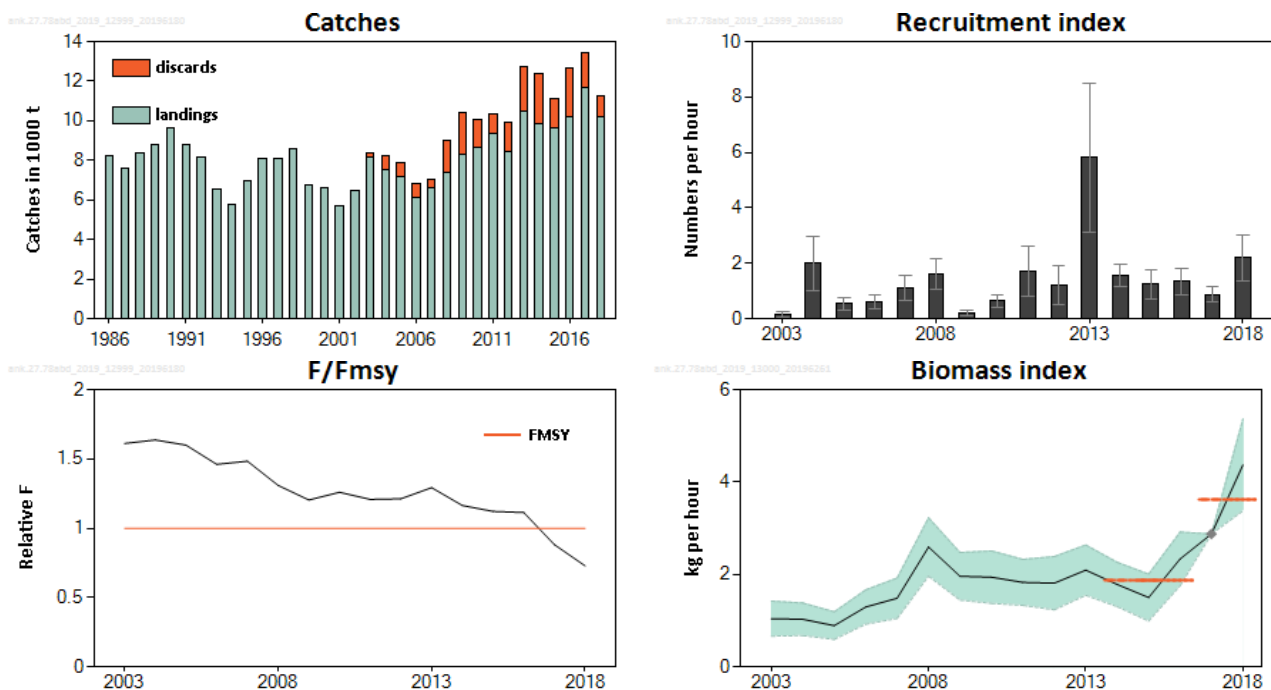 ank.27.78abd_2019_12999_20196180
Catches
14
12
10
8
6
4
2
0
Catches in 1000 t
discards
landings
1986
1991
1996
2001
2006
2011
2016
ank.27.78abd_2019_12999_20196180
Recruitment index
10
8
6
4
2
0
Numbers per hour
2003
2008
2013
2018
ank.27.78abd_2019_12999_20196180
F/Fmsy
2
1.5
1
0.5
0
Relative F
FMSY
2003
2008
2013
2018
ank.27.78abd_2019_13000_20196261
Biomass index
6
4
2
0
kg per hour
2003
2008
2013
2018